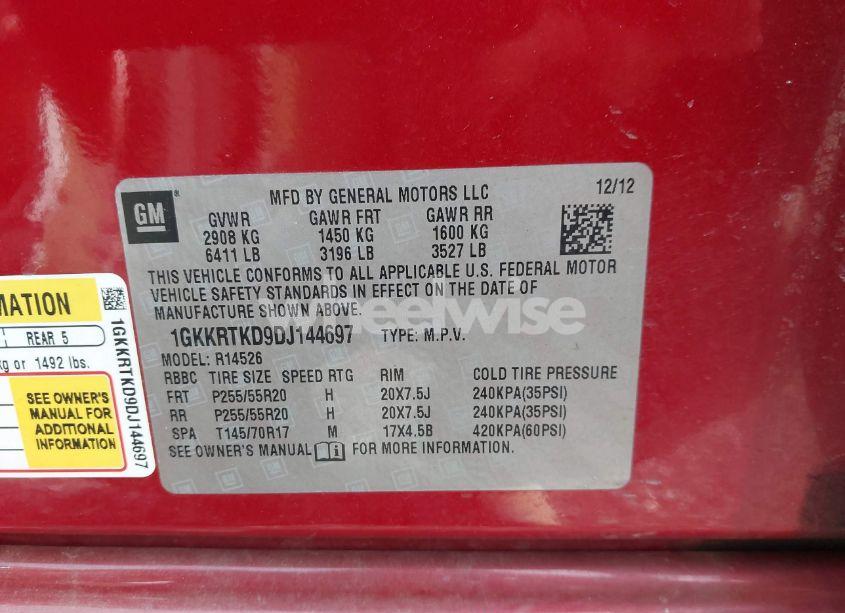 GM
MFD BY GENERAL MOTORS LLC 12/12
GVWR GAWR FRT GAWR RR
2908 KG 1450 KG 1600 KG
6411 LB 3196 LB 3527 LB
THIS VEHICLE CONFORMS TO ALL APPLICABLE U.S. FEDERAL MOTOR
VEHICLE SAFETY STANDARDS IN EFFECT ON THE DATE OF
MANUFACTURE SHOWN ABOVE.
1GKKRTKD9DJ144697 TYPE: M.P.V.
MODEL: R14526
RBBC TIRE SIZE SPEED RTG RIM COLD TIRE PRESSURE
FRT P255/55R20 H 20X7.5J 240KPA(35PSI)
RR P255/55R20 H 20X7.5J 240KPA(35PSI)
SPA T145/70R17 M 17X4.5B 420KPA(60PSI)
SEE OWNER'S MANUAL i FOR MORE INFORMATION.
MATION
REAR 5
kg or 1492 lbs.
SEE OWNER'S
MANUAL FOR
ADDITIONAL
INFORMATION
1GKKRTKD9DJ144697
wheelwise